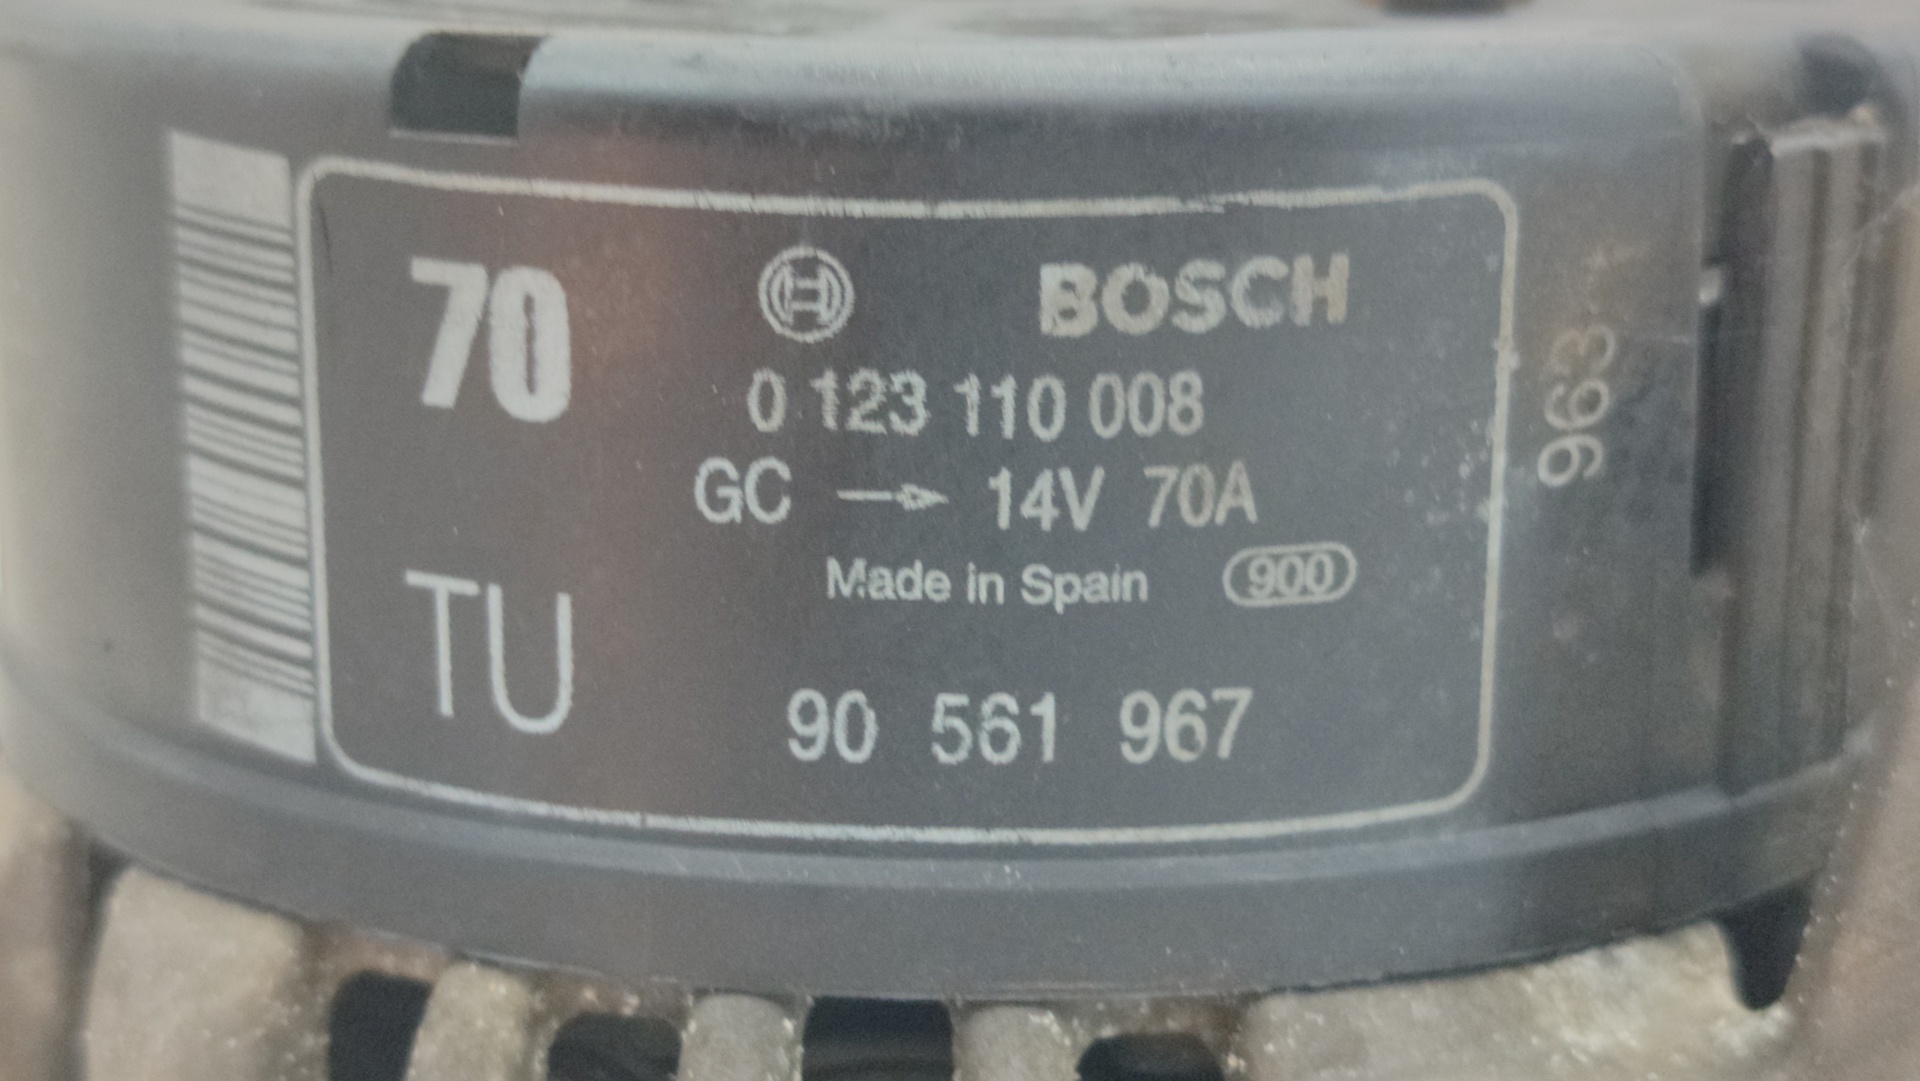 70 BOSCH
0 123 110 008
GC 14V 70A
Made in Spain 900
TU
90 561 967
963